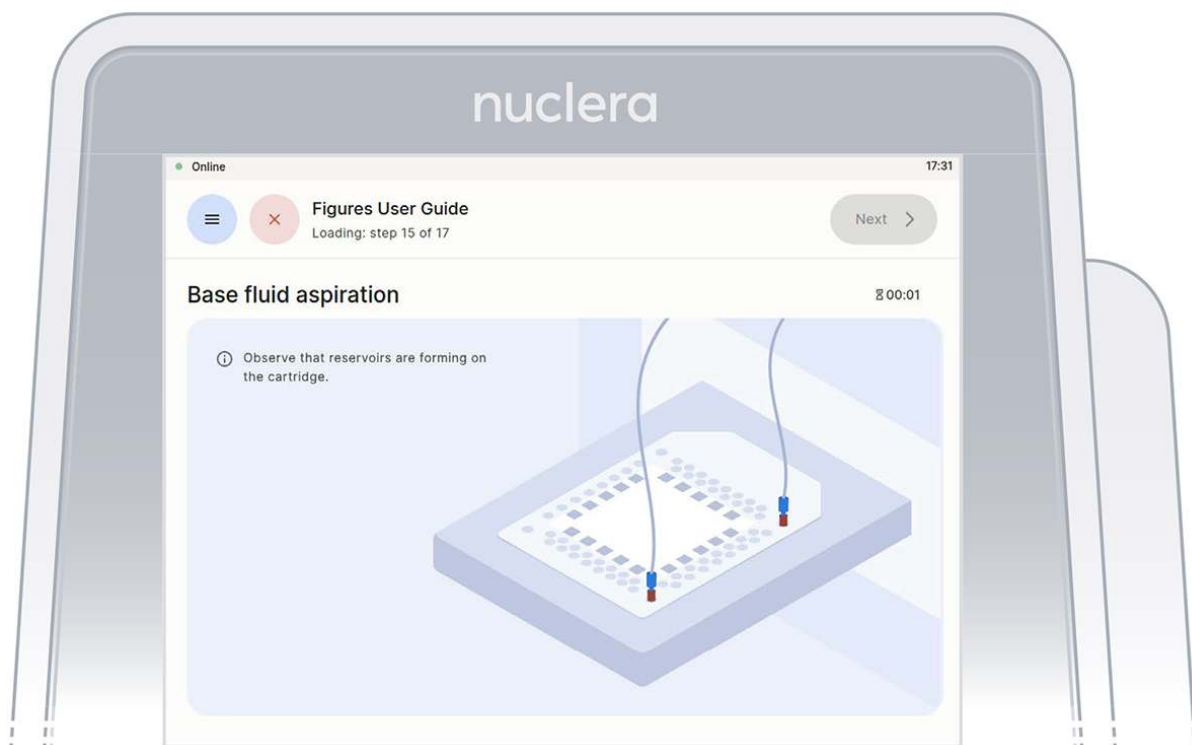 nuclera
Online
17:31
Figures User Guide
Loading: step 15 of 17
Next
Base fluid aspiration
00:01
Observe that reservoirs are forming on
the cartridge.